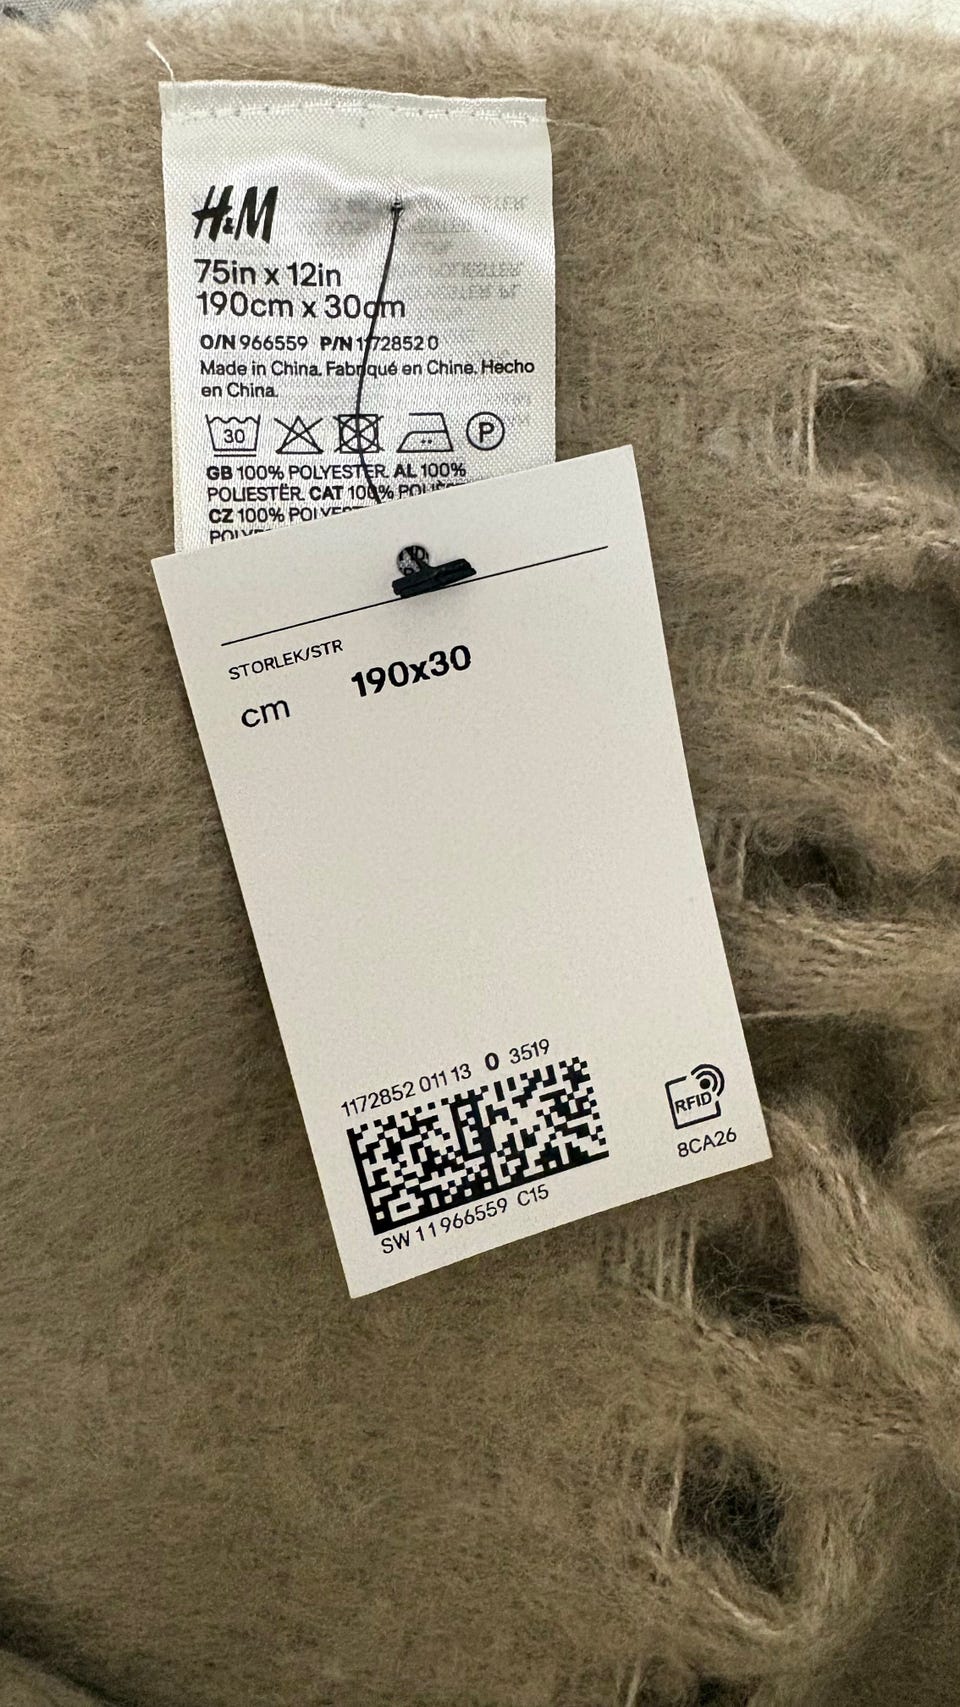 H&M
75in x 12in
190cm x 30cm
O/N 966559 P/N 1172852 0
Made in China. Fabriqué en Chine. Hecho
en China.
30
P
GB 100% POLYESTER. AL 100%
POLIESTËR. CAT 100%
CZ 100%
STORLEK/STR
cm 190x30
1172852 011 13 0 3519
RFID
8CA26
SW 11 966559 C15